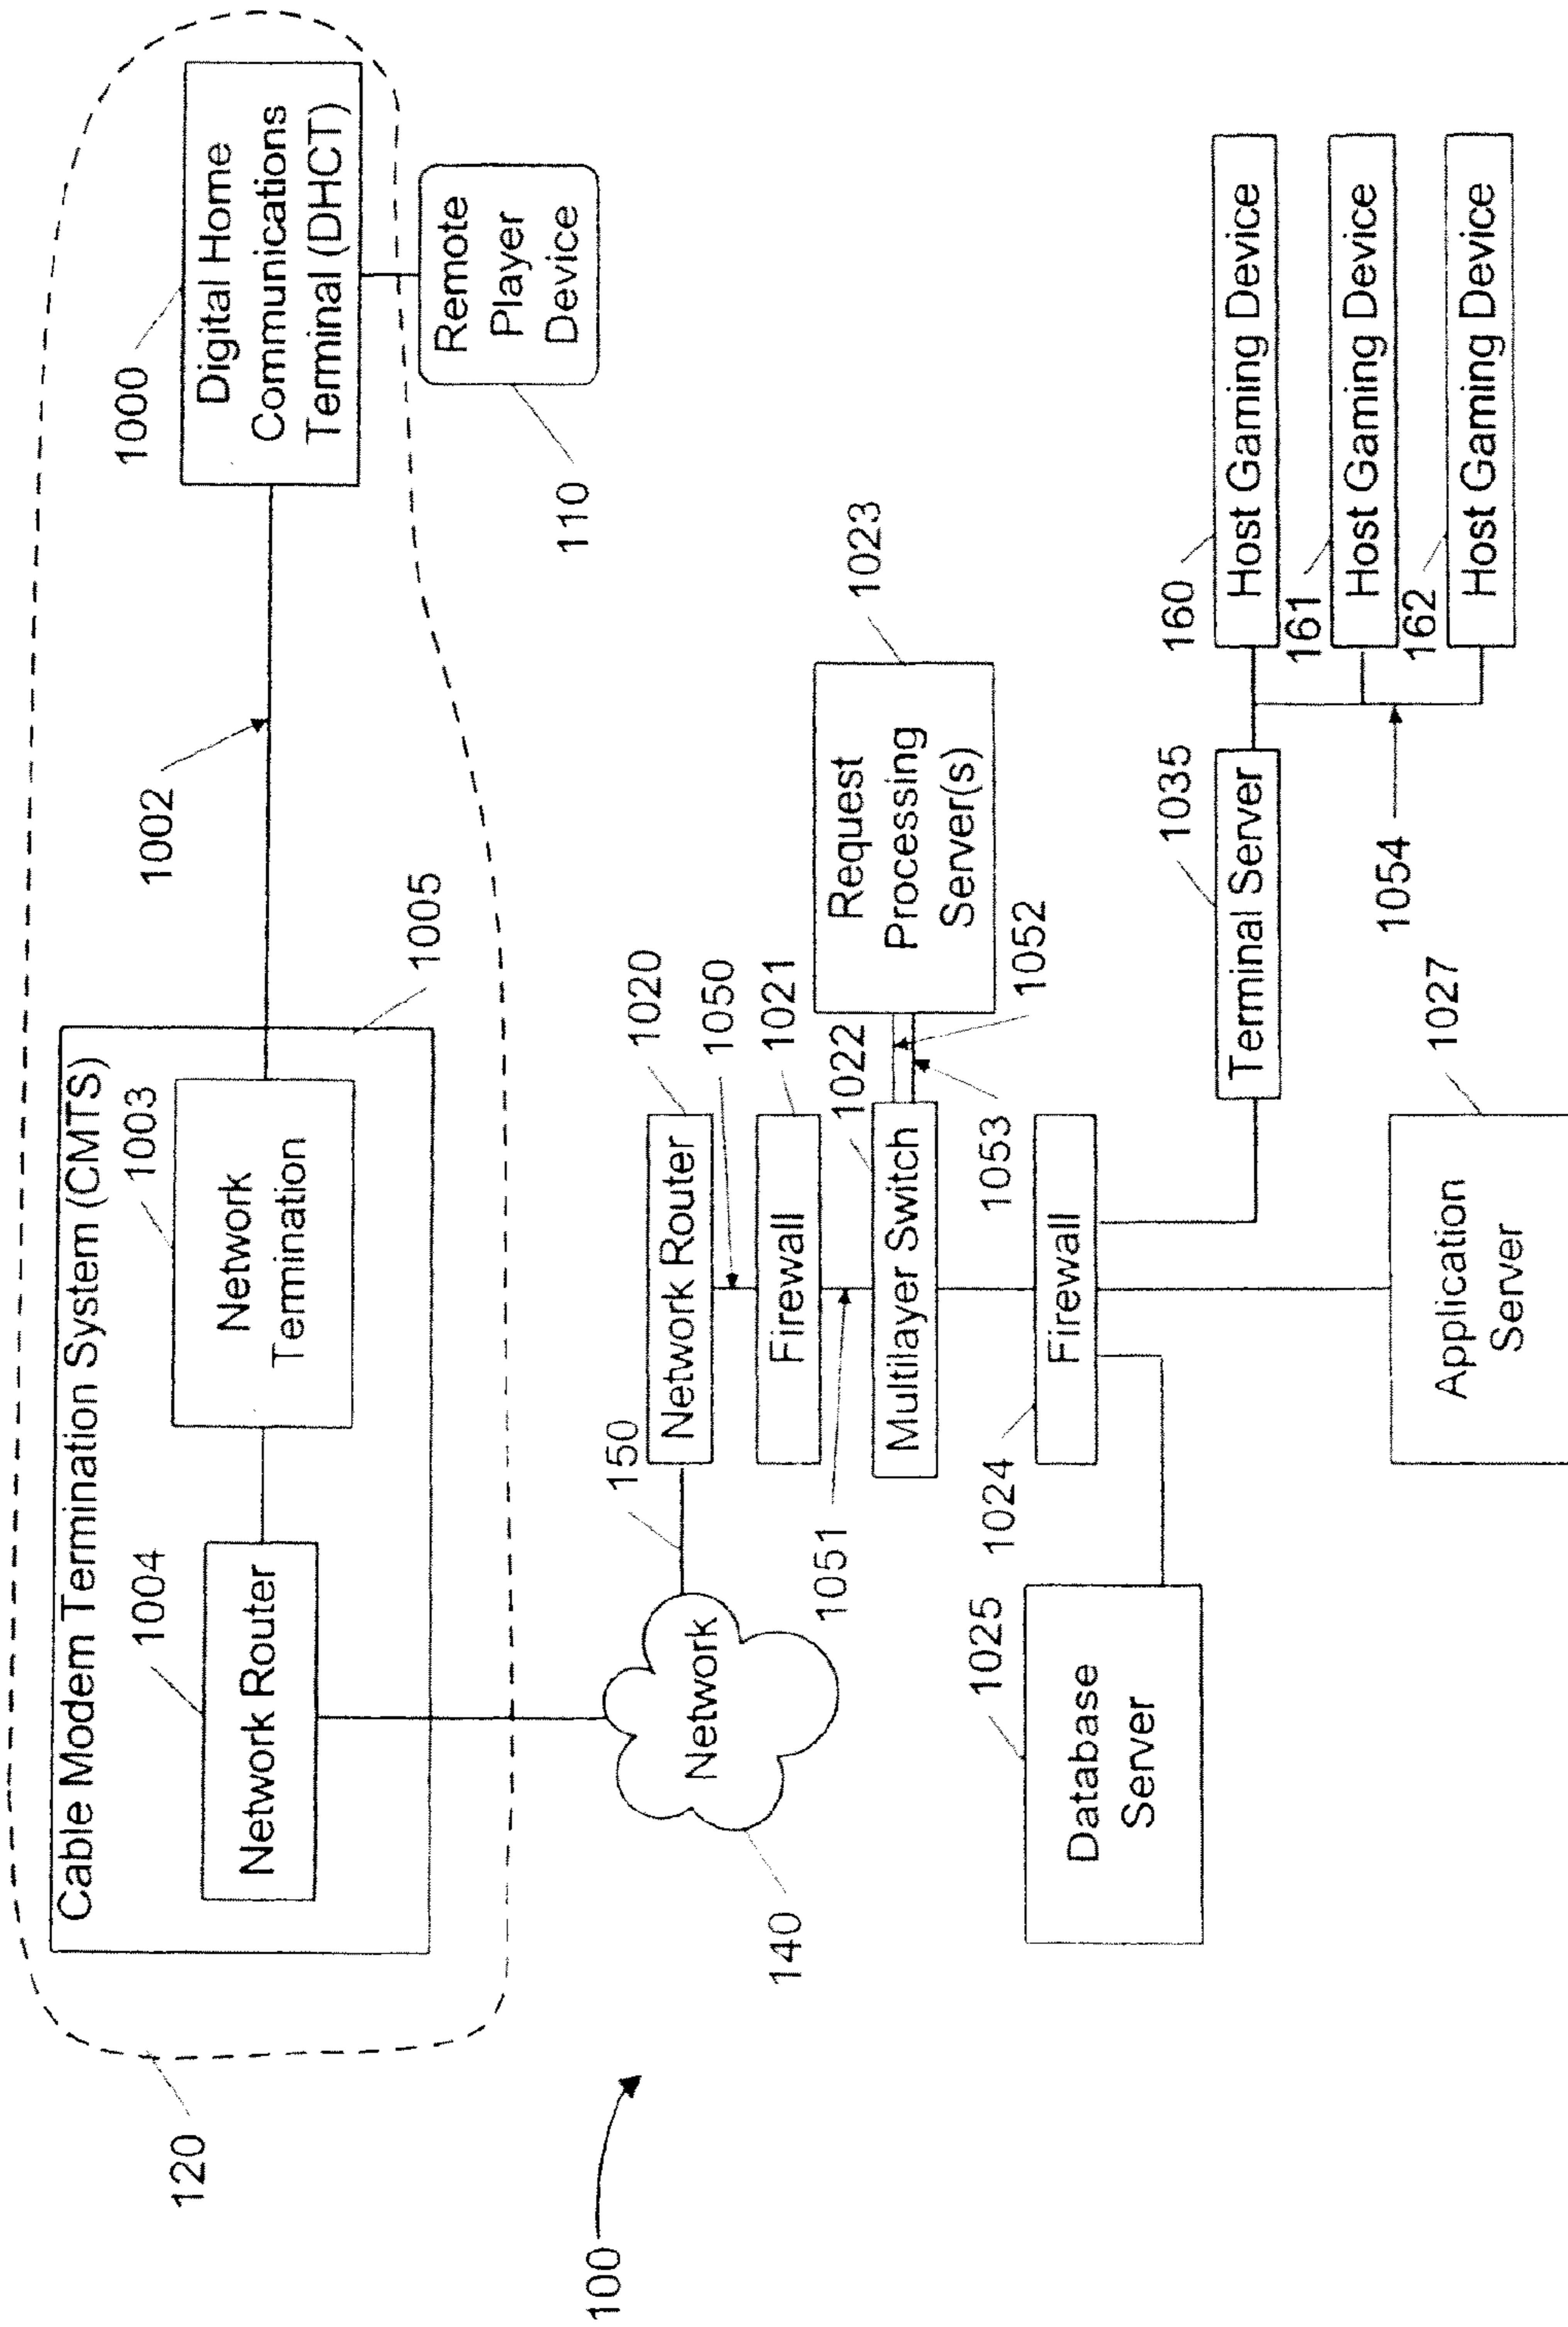 Cable Modem Termination System (CMTS)
1004
Network Router
1003
Network
Termination
1005
1002
1000
Digital Home
Communications
Terminal (DHCT)
Remote
Player
Device
110
120
100
Network
140
150
Network Router
1020
1050
Firewall
1021
1051
Multilayer Switch
1022
Request
Processing
Server(s)
1023
1052
1053
Firewall
1024
Database
Server
1025
Application
Server
1027
Terminal Server
1035
1054
160
Host Gaming Device
161
Host Gaming Device
162
Host Gaming Device